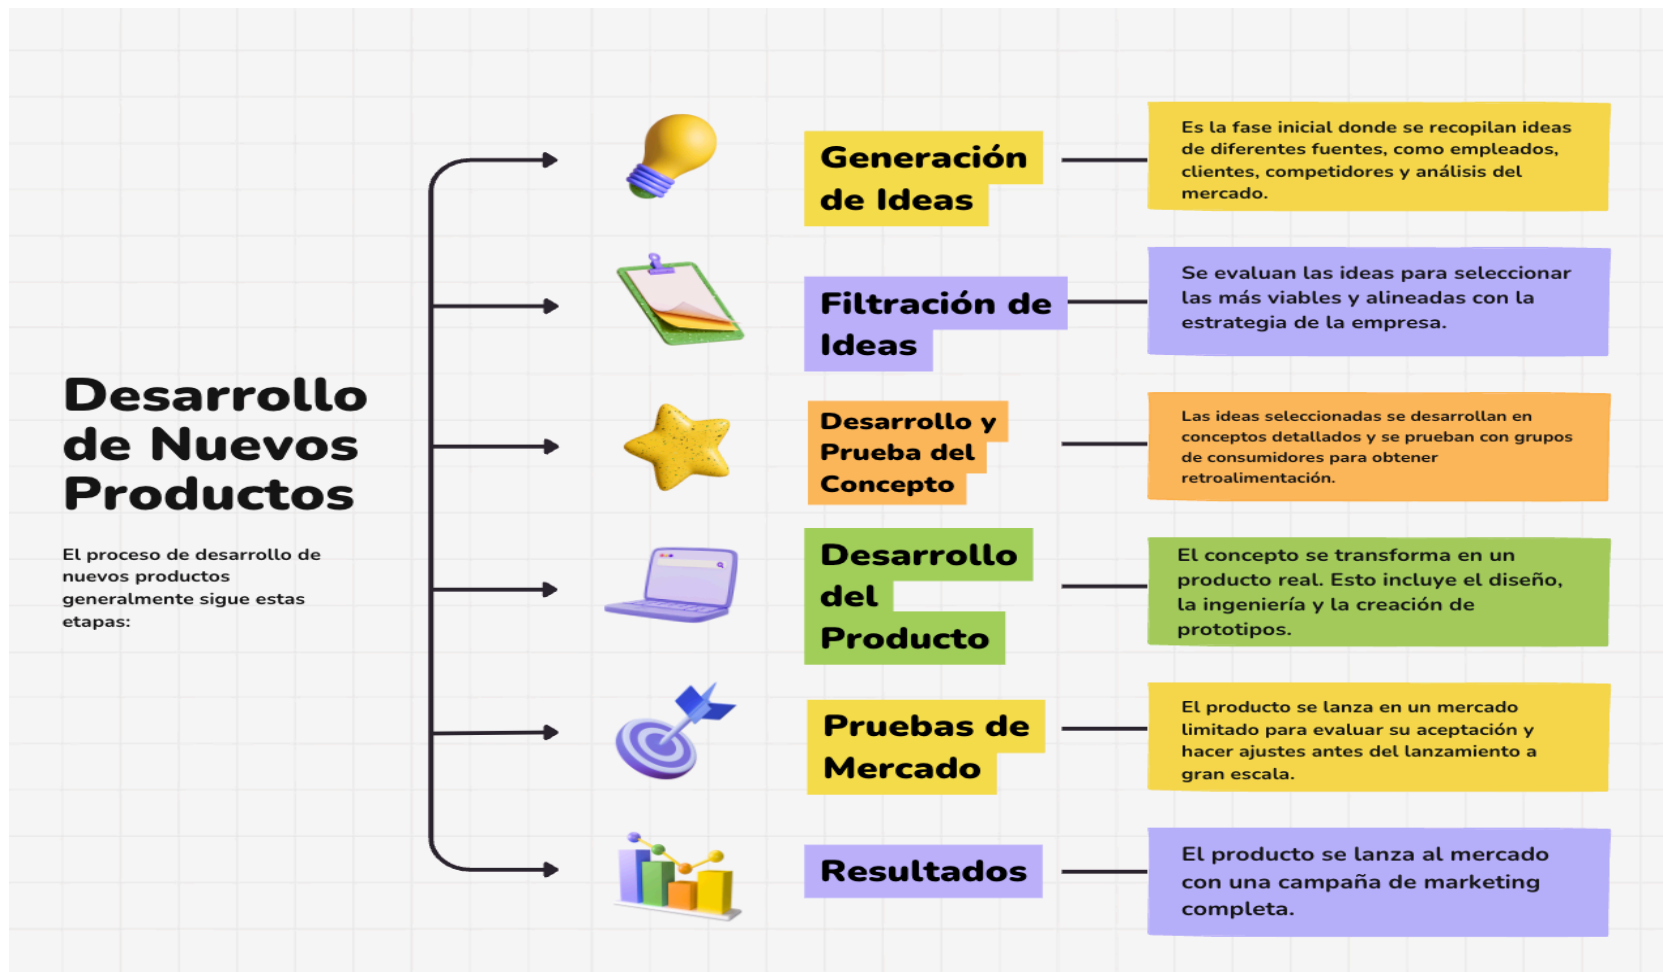 Desarrollo
de Nuevos
Productos
El proceso de desarrollo de
nuevos productos
generalmente sigue estas
etapas:
Generación
de Ideas
Es la fase inicial donde se recopilan ideas
de diferentes fuentes, como empleados,
clientes, competidores y análisis del
mercado.
Filtración de
Ideas
Se evaluan las ideas para seleccionar
las más viables y alineadas con la
estrategia de la empresa.
Desarrollo y
Prueba del
Concepto
Las ideas seleccionadas se desarrollan en
conceptos detallados y se prueban con grupos
de consumidores para obtener
retroalimentación.
Desarrollo
del
Producto
El concepto se transforma en un
producto real. Esto incluye el diseño,
la ingeniería y la creación de
prototipos.
Pruebas de
Mercado
El producto se lanza en un mercado
limitado para evaluar su aceptación y
hacer ajustes antes del lanzamiento a
gran escala.
Resultados
El producto se lanza al mercado
con una campaña de marketing
completa.